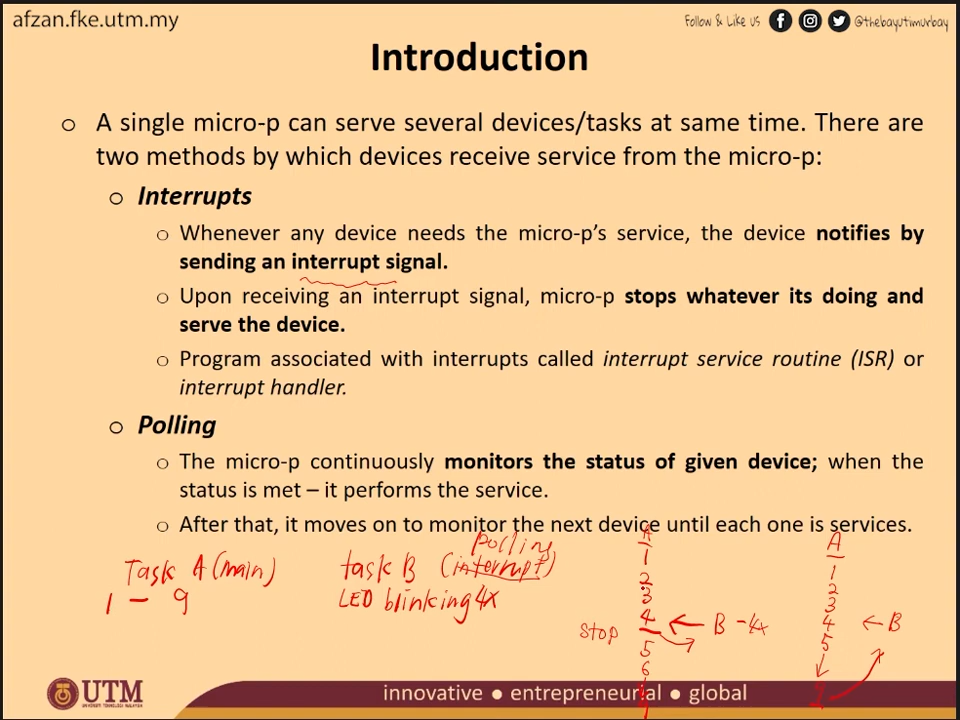 afzan.fke.utm.my
Follow & Like Us @thebayutimurbay
Introduction
o A single micro-p can serve several devices/tasks at same time. There are
two methods by which devices receive service from the micro-p:
o Interrupts
o Whenever any device needs the micro-p's service, the device notifies by
sending an interrupt signal.
o Upon receiving an interrupt signal, micro-p stops whatever its doing and
serve the device.
o Program associated with interrupts called interrupt service routine (ISR) or
interrupt handler.
o Polling
o The micro-p continuously monitors the status of given device; when the
status is met – it performs the service.
o After that, it moves on to monitor the next device until each one is services.
polling
Task A (main)
1 – 9
task B (interrupt)
LED blinking 4x
A
1
2
3
4
Stop
B - 4x
5
6
9
A
1
2
3
4
B
5
9
UTM
UNIVERSITI TEKNOLOGI MALAYSIA
innovative ● entrepreneurial ● global